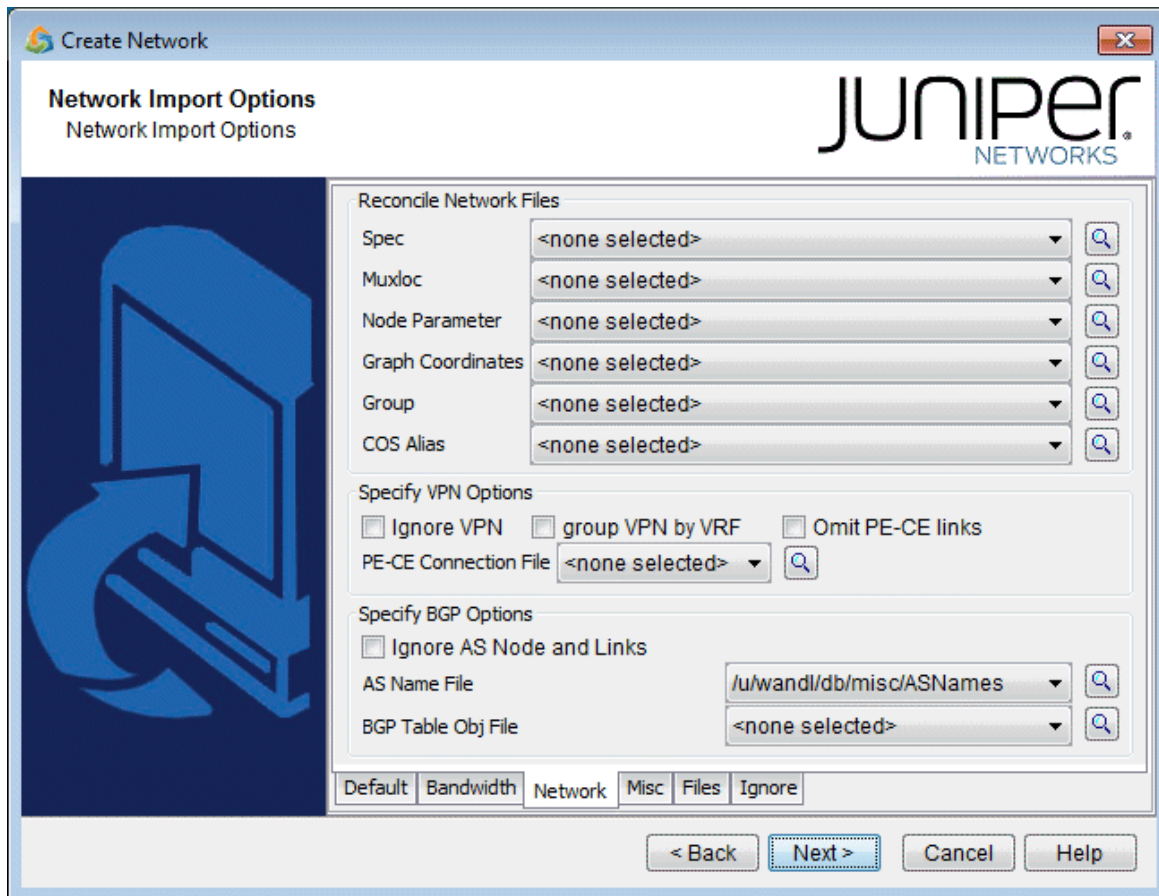 Create Network
Network Import Options
Network Import Options
JUNIPER
NETWORKS
Reconcile Network Files
Spec <none selected>
Muxloc <none selected>
Node Parameter <none selected>
Graph Coordinates <none selected>
Group <none selected>
COS Alias <none selected>
Specify VPN Options
Ignore VPN group VPN by VRF Omit PE-CE links
PE-CE Connection File <none selected>
Specify BGP Options
Ignore AS Node and Links
AS Name File /u/wandl/db/misc/ASNames
BGP Table Obj File <none selected>
Default Bandwidth Network Misc Files Ignore
< Back Next > Cancel Help